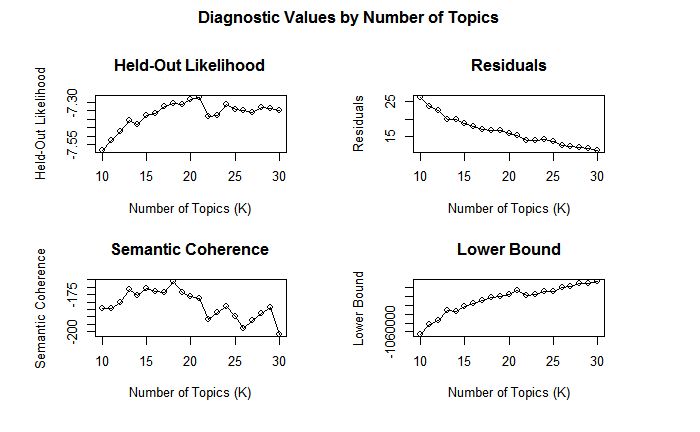 Diagnostic Values by Number of Topics
Held-Out Likelihood
Held-Out Likelihood
-7.30
-7.55
10 15 20 25 30
Number of Topics (K)
Residuals
Residuals
25
15
10 15 20 25 30
Number of Topics (K)
Semantic Coherence
Semantic Coherence
-175
-200
10 15 20 25 30
Number of Topics (K)
Lower Bound
Lower Bound
-1060000
10 15 20 25 30
Number of Topics (K)